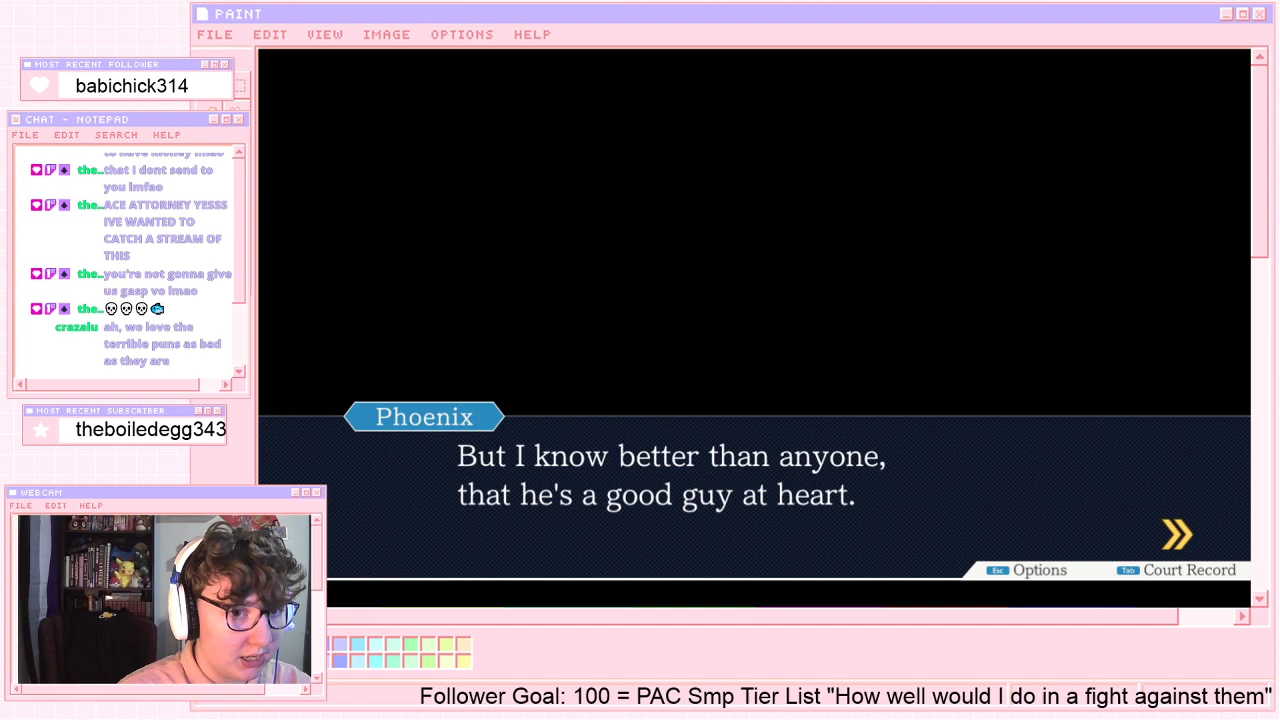 PAINT
FILE EDIT VIEW IMAGE OPTIONS HELP
MOST RECENT FOLLOWER
babichick314
CHAT - NOTEPAD
FILE EDIT SEARCH HELP
to have money lmao
the..that I dont send to
you lmfao
the..ACE ATTORNEY YESSS
IVE WANTED TO
CATCH A STREAM OF
THIS
the..you're not gonna give
us gasp vo lmao
the..💀💀💀🐟
crazalu ah, we love the
terrible puns as bad
as they are
MOST RECENT SUBSCRIBER
theboiledegg343
WEBCAM
FILE EDIT HELP
Phoenix
But I know better than anyone,
that he's a good guy at heart.
Esc Options Tab Court Record
Follower Goal: 100 = PAC Smp Tier List "How well would I do in a fight against them"